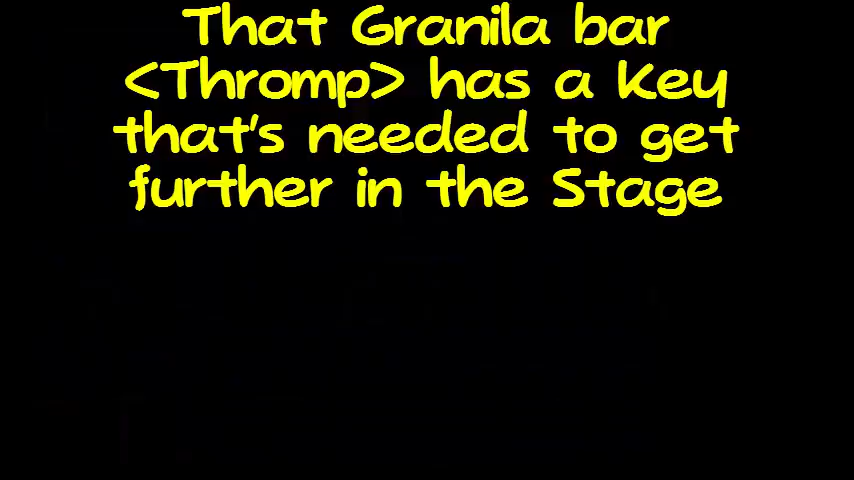 That Granila bar
<Thromp> has a key
that's needed to get
further in the Stage